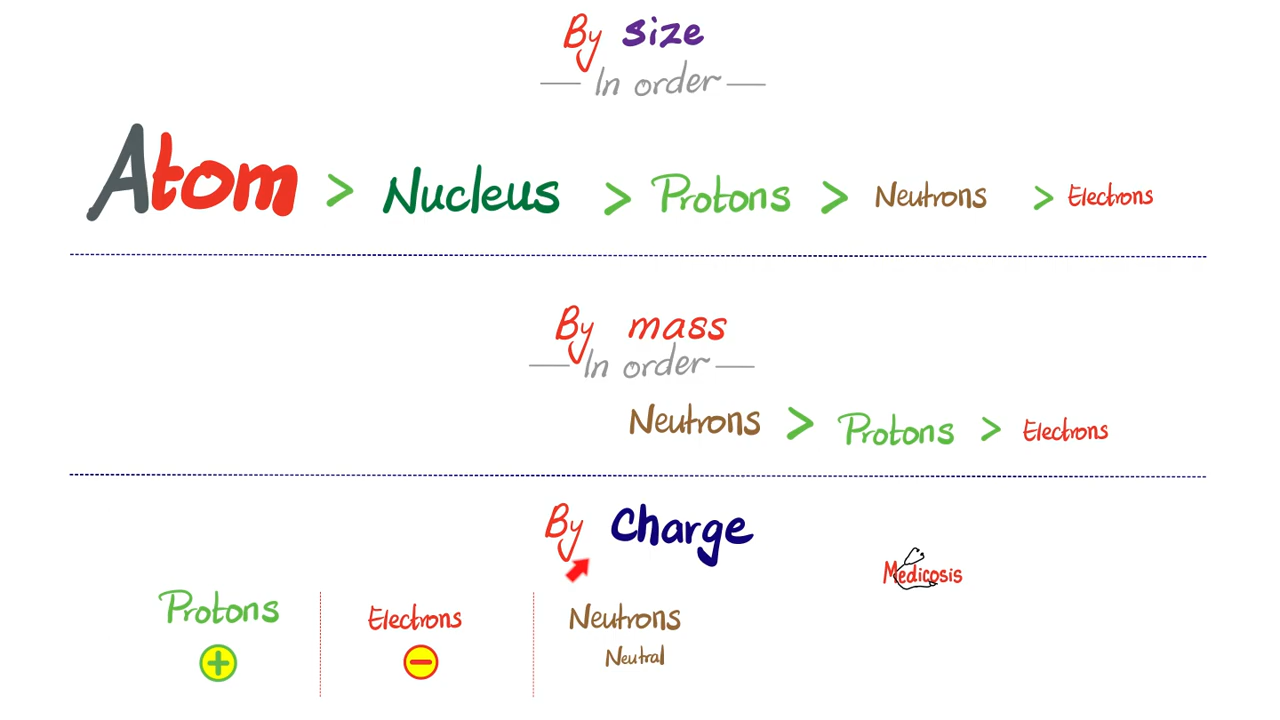 By size
In order
Atom > Nucleus > Protons > Neutrons > Electrons
By mass
In order
Neutrons > Protons > Electrons
By Charge
Medicosis
Protons Electrons Neutrons
+ − Neutral